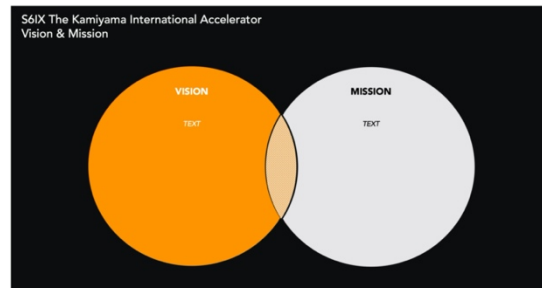 S6IX The Kamiyama International Accelerator
Vision & Mission
VISION
TEXT
MISSION
TEXT